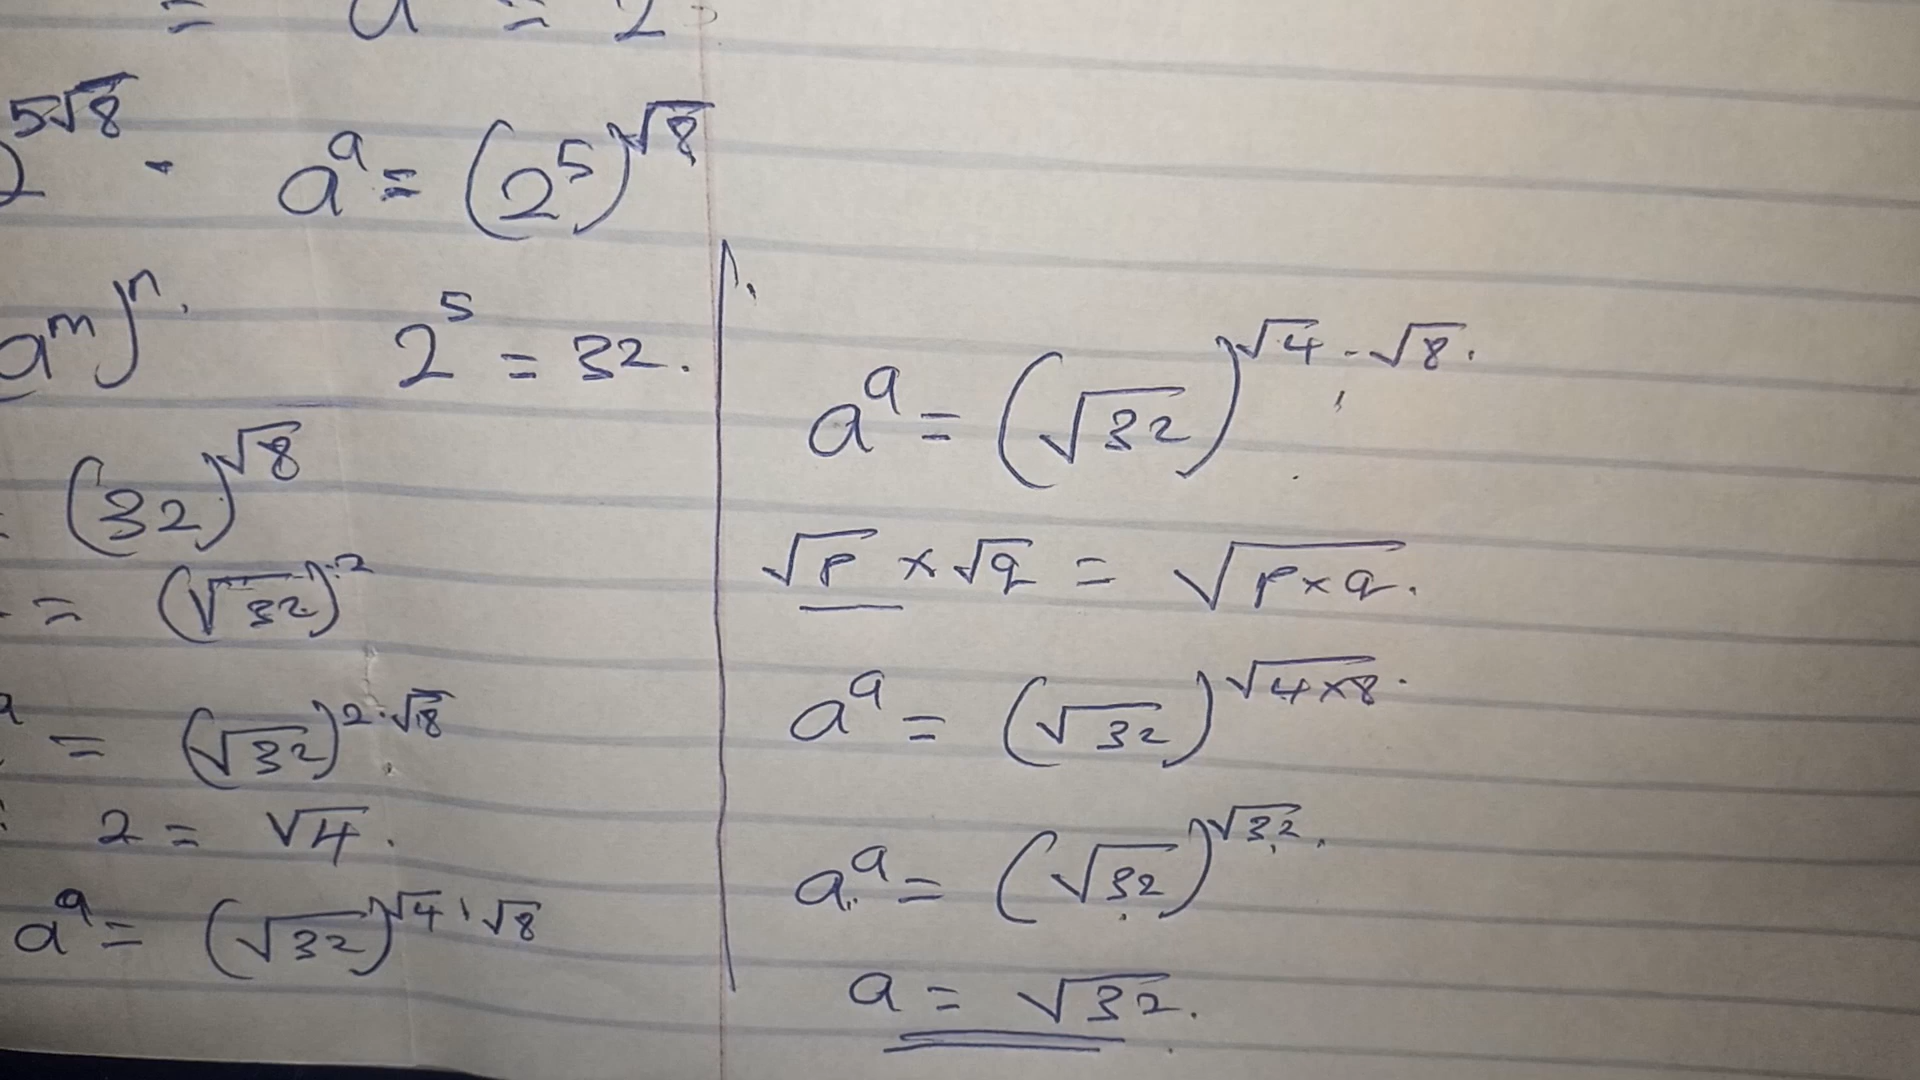 = a = 2
2^{5√8} · a^a = (2^5)^{√8}
a^m)^n. 2^5 = 32.
= (32)^{√8}
= (√32)^2
a = (√32)^{2·√8}
: 2 = √4.
a^a = (√32)^{√4·√8}
a^a = (√32)^{√4·√8}.
√p × √q = √p×q.
a^a = (√32)^{√4×8}.
a^a = (√32)^{√32}.
a = √32.